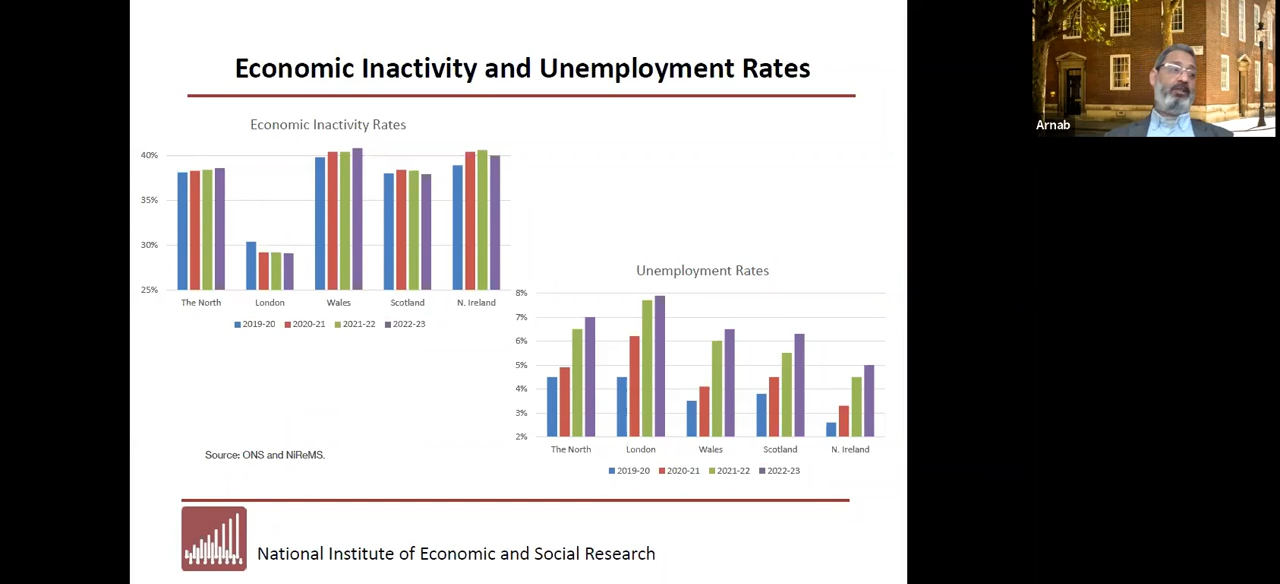 Economic Inactivity and Unemployment Rates
Arnab
Economic Inactivity Rates
40%
35%
30%
25%
The North London Wales Scotland N. Ireland
2019-20 2020-21 2021-22 2022-23
Unemployment Rates
8%
7%
6%
5%
4%
3%
2%
The North London Wales Scotland N. Ireland
2019-20 2020-21 2021-22 2022-23
Source: ONS and NiReMS.
National Institute of Economic and Social Research